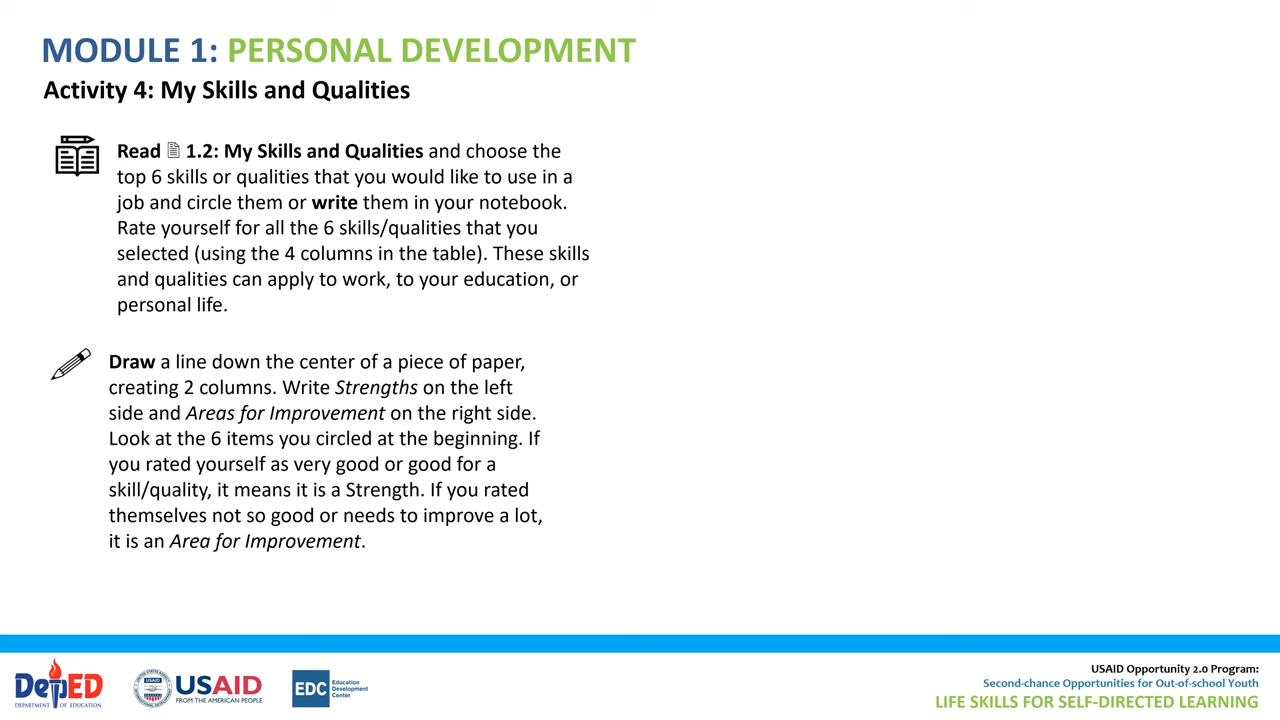 MODULE 1: PERSONAL DEVELOPMENT
Activity 4: My Skills and Qualities
Read 1.2: My Skills and Qualities and choose the
top 6 skills or qualities that you would like to use in a
job and circle them or write them in your notebook.
Rate yourself for all the 6 skills/qualities that you
selected (using the 4 columns in the table). These skills
and qualities can apply to work, to your education, or
personal life.
Draw a line down the center of a piece of paper,
creating 2 columns. Write Strengths on the left
side and Areas for Improvement on the right side.
Look at the 6 items you circled at the beginning. If
you rated yourself as very good or good for a
skill/quality, it means it is a Strength. If you rated
themselves not so good or needs to improve a lot,
it is an Area for Improvement.
DepED
DEPARTMENT OF EDUCATION
USAID
FROM THE AMERICAN PEOPLE
EDC
Education
Development
Center
USAID Opportunity 2.0 Program:
Second-chance Opportunities for Out-of-school Youth
LIFE SKILLS FOR SELF-DIRECTED LEARNING